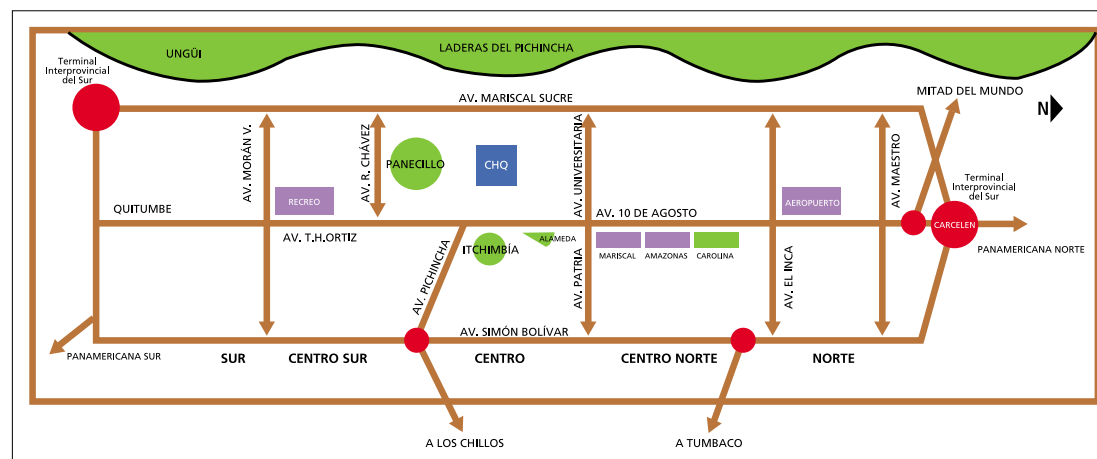 UNGÜI
LADERAS DEL PICHINCHA
Terminal
Interprovincial
del Sur
MITAD DEL MUNDO
AV. MARISCAL SUCRE
N
AV. MORÁN V.
AV. R. CHÁVEZ
PANECILLO
CHQ
AV. UNIVERSITARIA
AV. MAESTRO
Terminal
Interprovincial
del Sur
RECREO
AEROPUERTO
QUITUMBE
AV. 10 DE AGOSTO
CARCELEN
AV. T.H.ORTIZ
ALAMEDA
ITCHIMBÍA
PANAMERICANA NORTE
MARISCAL
AMAZONAS
CAROLINA
AV. PICHINCHA
AV. PATRIA
AV. EL INCA
AV. SIMÓN BOLÍVAR
PANAMERICANA SUR
SUR
CENTRO SUR
CENTRO
CENTRO NORTE
NORTE
A LOS CHILLOS
A TUMBACO